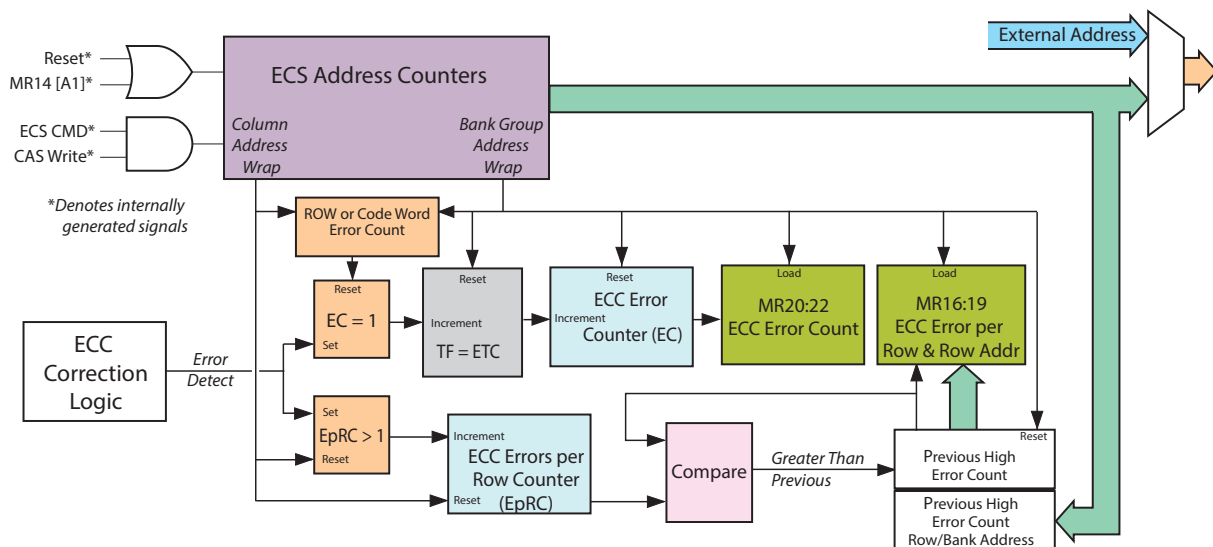 External Address
Reset*
MR14 [A1]*
ECS Address Counters
ECS CMD*
CAS Write*
Column
Address
Wrap
Bank Group
Address
Wrap
*Denotes internally
generated signals
ROW or Code Word
Error Count
Reset
EC = 1
Set
Reset
Increment
TF = ETC
Reset
ECC Error
Increment
Counter (EC)
Load
MR20:22
ECC Error Count
Load
MR16:19
ECC Error per
Row & Row Addr
ECC
Correction
Logic
Error
Detect
Set
EpRC > 1
Reset
Increment
ECC Errors per
Row Counter
Reset
(EpRC)
Compare
Greater Than
Previous
Reset
Previous High
Error Count
Previous High
Error Count
Row/Bank Address